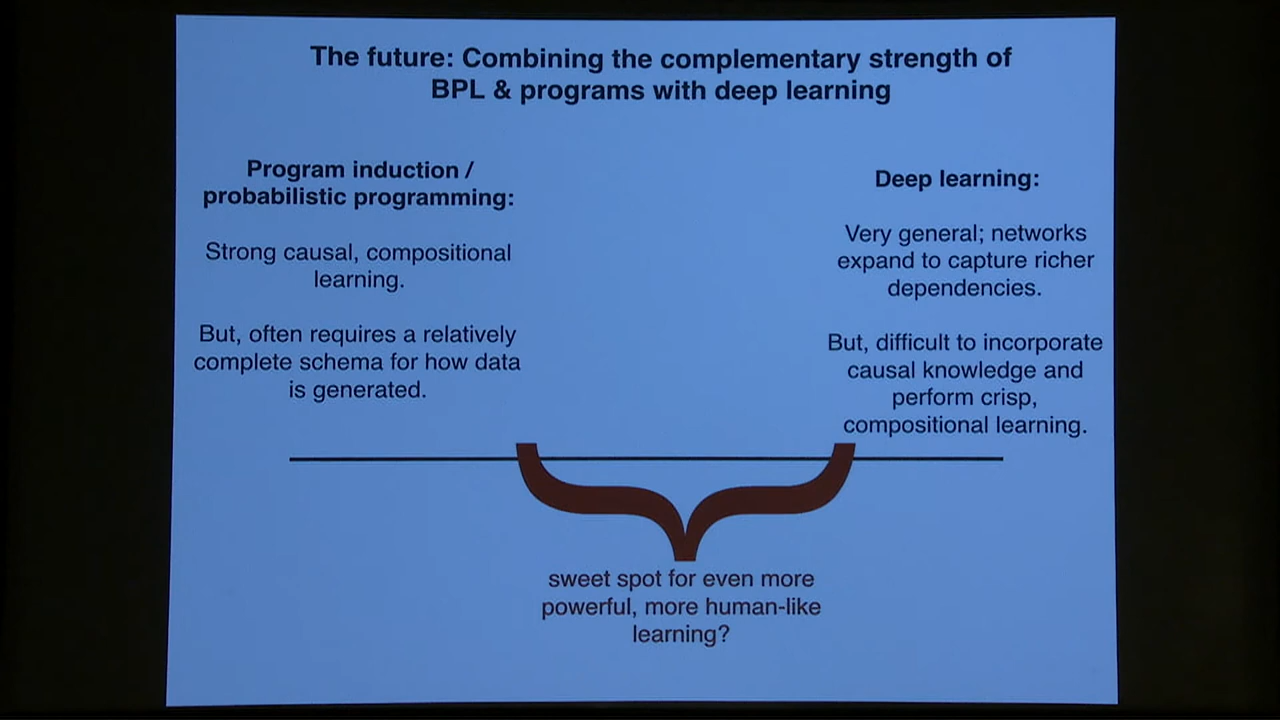 The future: Combining the complementary strength of
BPL & programs with deep learning
Program induction /
probabilistic programming:
Strong causal, compositional
learning.
But, often requires a relatively
complete schema for how data
is generated.
Deep learning:
Very general; networks
expand to capture richer
dependencies.
But, difficult to incorporate
causal knowledge and
perform crisp,
compositional learning.
sweet spot for even more
powerful, more human-like
learning?